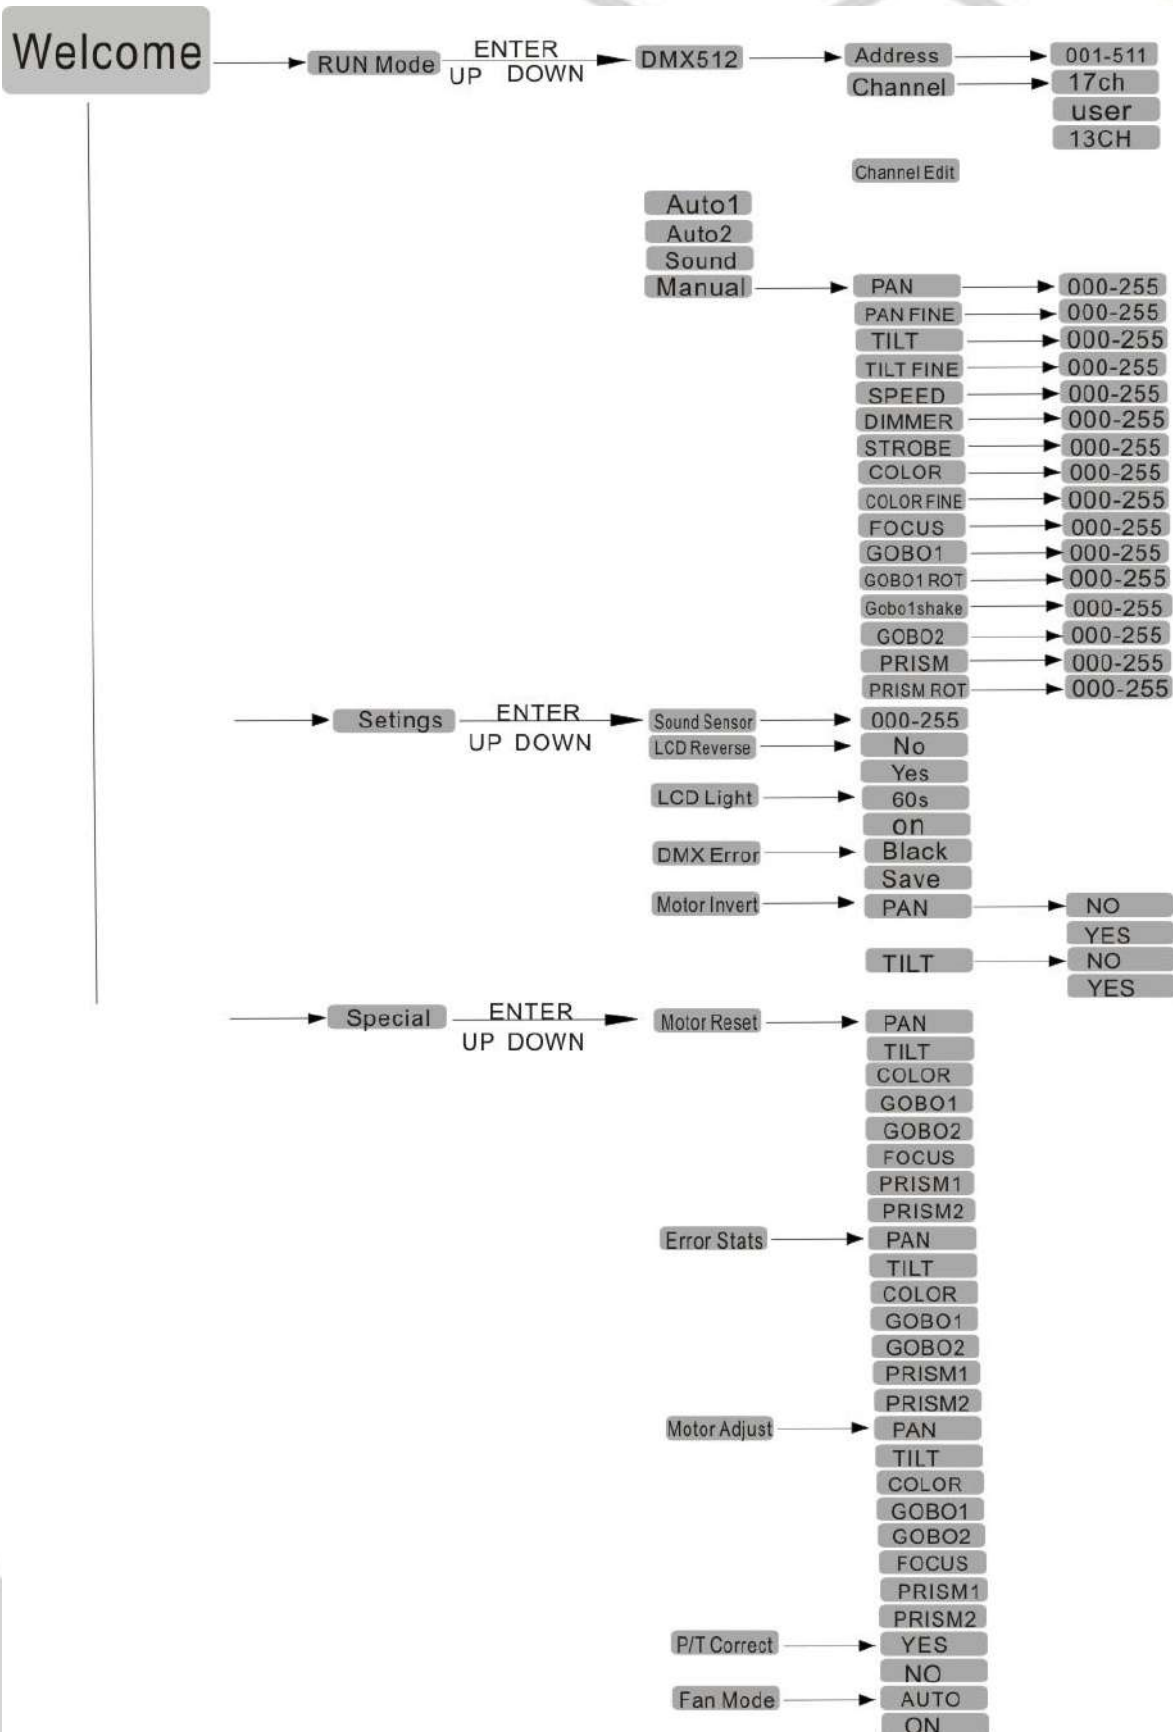 Welcome
RUN Mode ENTER DMX512 Address 001-511
UP DOWN
Channel 17ch
user
13CH
Channel Edit
Auto1
Auto2
Sound
Manual PAN 000-255
PAN FINE 000-255
TILT 000-255
TILT FINE 000-255
SPEED 000-255
DIMMER 000-255
STROBE 000-255
COLOR 000-255
COLOR FINE 000-255
FOCUS 000-255
GOBO1 000-255
GOBO1 ROT 000-255
Gobo1shake 000-255
GOBO2 000-255
PRISM 000-255
PRISM ROT 000-255
Setings ENTER Sound Sensor 000-255
UP DOWN LCD Reverse No
Yes
LCD Light 60s
on
DMX Error Black
Save
Motor Invert PAN NO
YES
TILT NO
YES
Special ENTER Motor Reset PAN
UP DOWN TILT
COLOR
GOBO1
GOBO2
FOCUS
PRISM1
PRISM2
Error Stats PAN
TILT
COLOR
GOBO1
GOBO2
PRISM1
PRISM2
Motor Adjust PAN
TILT
COLOR
GOBO1
GOBO2
FOCUS
PRISM1
PRISM2
P/T Correct YES
NO
Fan Mode AUTO
ON